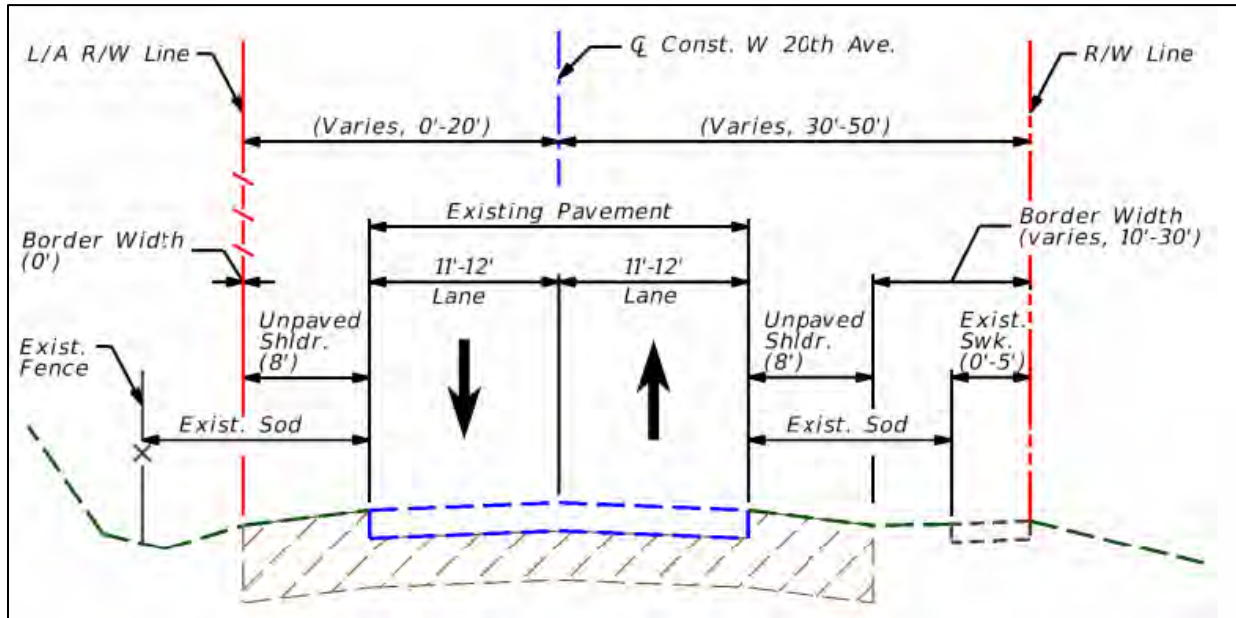 L/A R/W Line
℄ Const. W 20th Ave.
R/W Line
(Varies, 0'-20')
(Varies, 30'-50')
Existing Pavement
Border Width
(0')
Border Width
(varies, 10'-30')
11'-12'
Lane
11'-12'
Lane
Unpaved
Shldr.
(8')
Unpaved
Shldr.
(8')
Exist.
Swk.
(0'-5')
Exist.
Fence
Exist. Sod
Exist. Sod